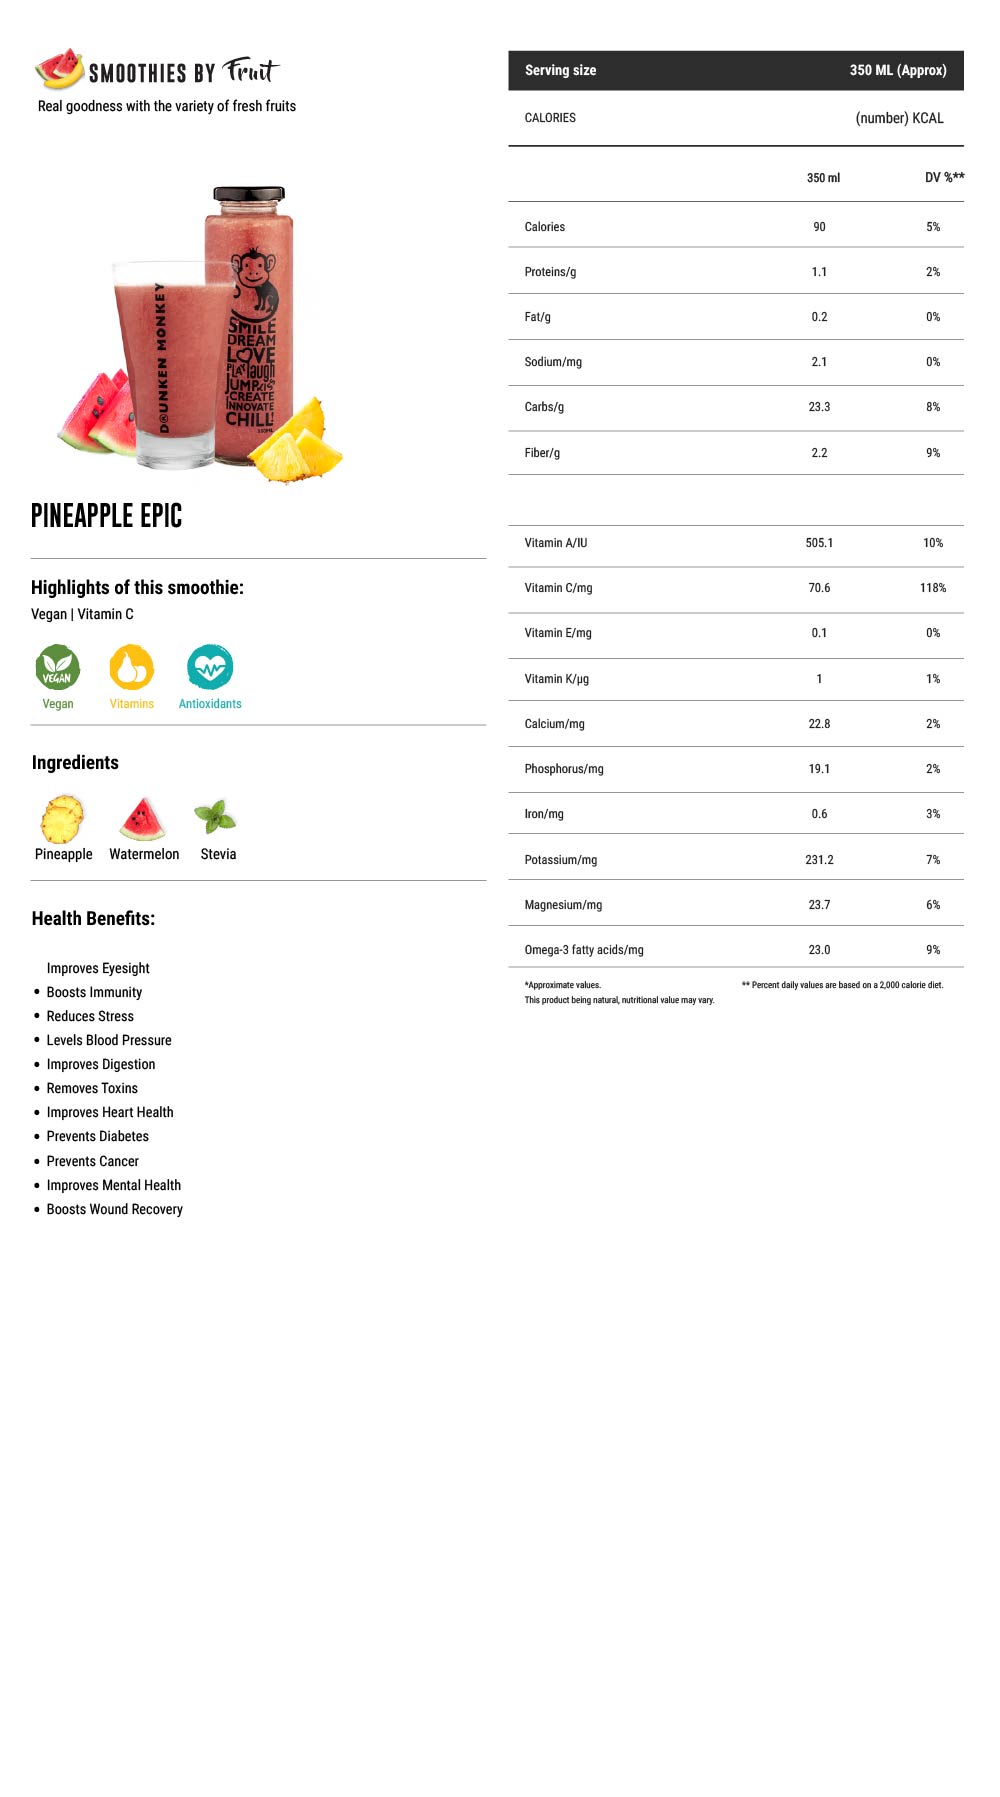 SMOOTHIES BY Fruit
Real goodness with the variety of fresh fruits
DRUNKEN MONKEY
SMILE
DREAM
LOVE
PLAY laugh
JUMP KISS
CREATE
INNOVATE
CHILL!
350ML
PINEAPPLE EPIC
Highlights of this smoothie:
Vegan | Vitamin C
VEGAN
Vegan Vitamins Antioxidants
Ingredients
Pineapple Watermelon Stevia
Health Benefits:
Improves Eyesight
• Boosts Immunity
• Reduces Stress
• Levels Blood Pressure
• Improves Digestion
• Removes Toxins
• Improves Heart Health
• Prevents Diabetes
• Prevents Cancer
• Improves Mental Health
• Boosts Wound Recovery
Serving size 350 ML (Approx)
CALORIES (number) KCAL
350 ml DV %**
Calories 90 5%
Proteins/g 1.1 2%
Fat/g 0.2 0%
Sodium/mg 2.1 0%
Carbs/g 23.3 8%
Fiber/g 2.2 9%
Vitamin A/IU 505.1 10%
Vitamin C/mg 70.6 118%
Vitamin E/mg 0.1 0%
Vitamin K/µg 1 1%
Calcium/mg 22.8 2%
Phosphorus/mg 19.1 2%
Iron/mg 0.6 3%
Potassium/mg 231.2 7%
Magnesium/mg 23.7 6%
Omega-3 fatty acids/mg 23.0 9%
*Approximate values. ** Percent daily values are based on a 2,000 calorie diet.
This product being natural, nutritional value may vary.